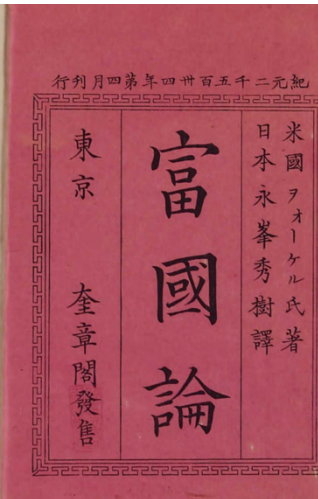 紀元二千五百卅四年第四月刊行
米國ヲォーケル氏著
日本永峯秀樹譯
富國論
東京 奎章閣發售